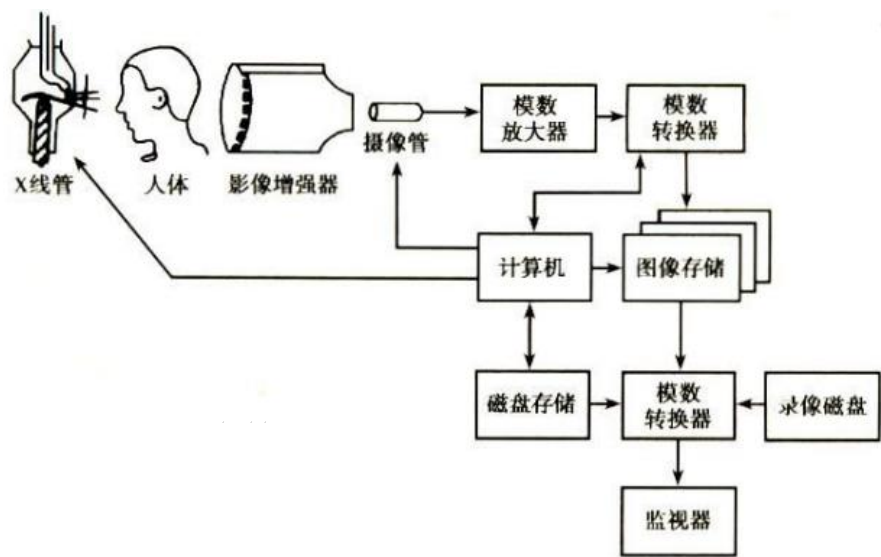 模数
放大器
模数
转换器
摄像管
X线管
人体
影像增强器
计算机
图像存储
磁盘存储
模数
转换器
录像磁盘
监视器